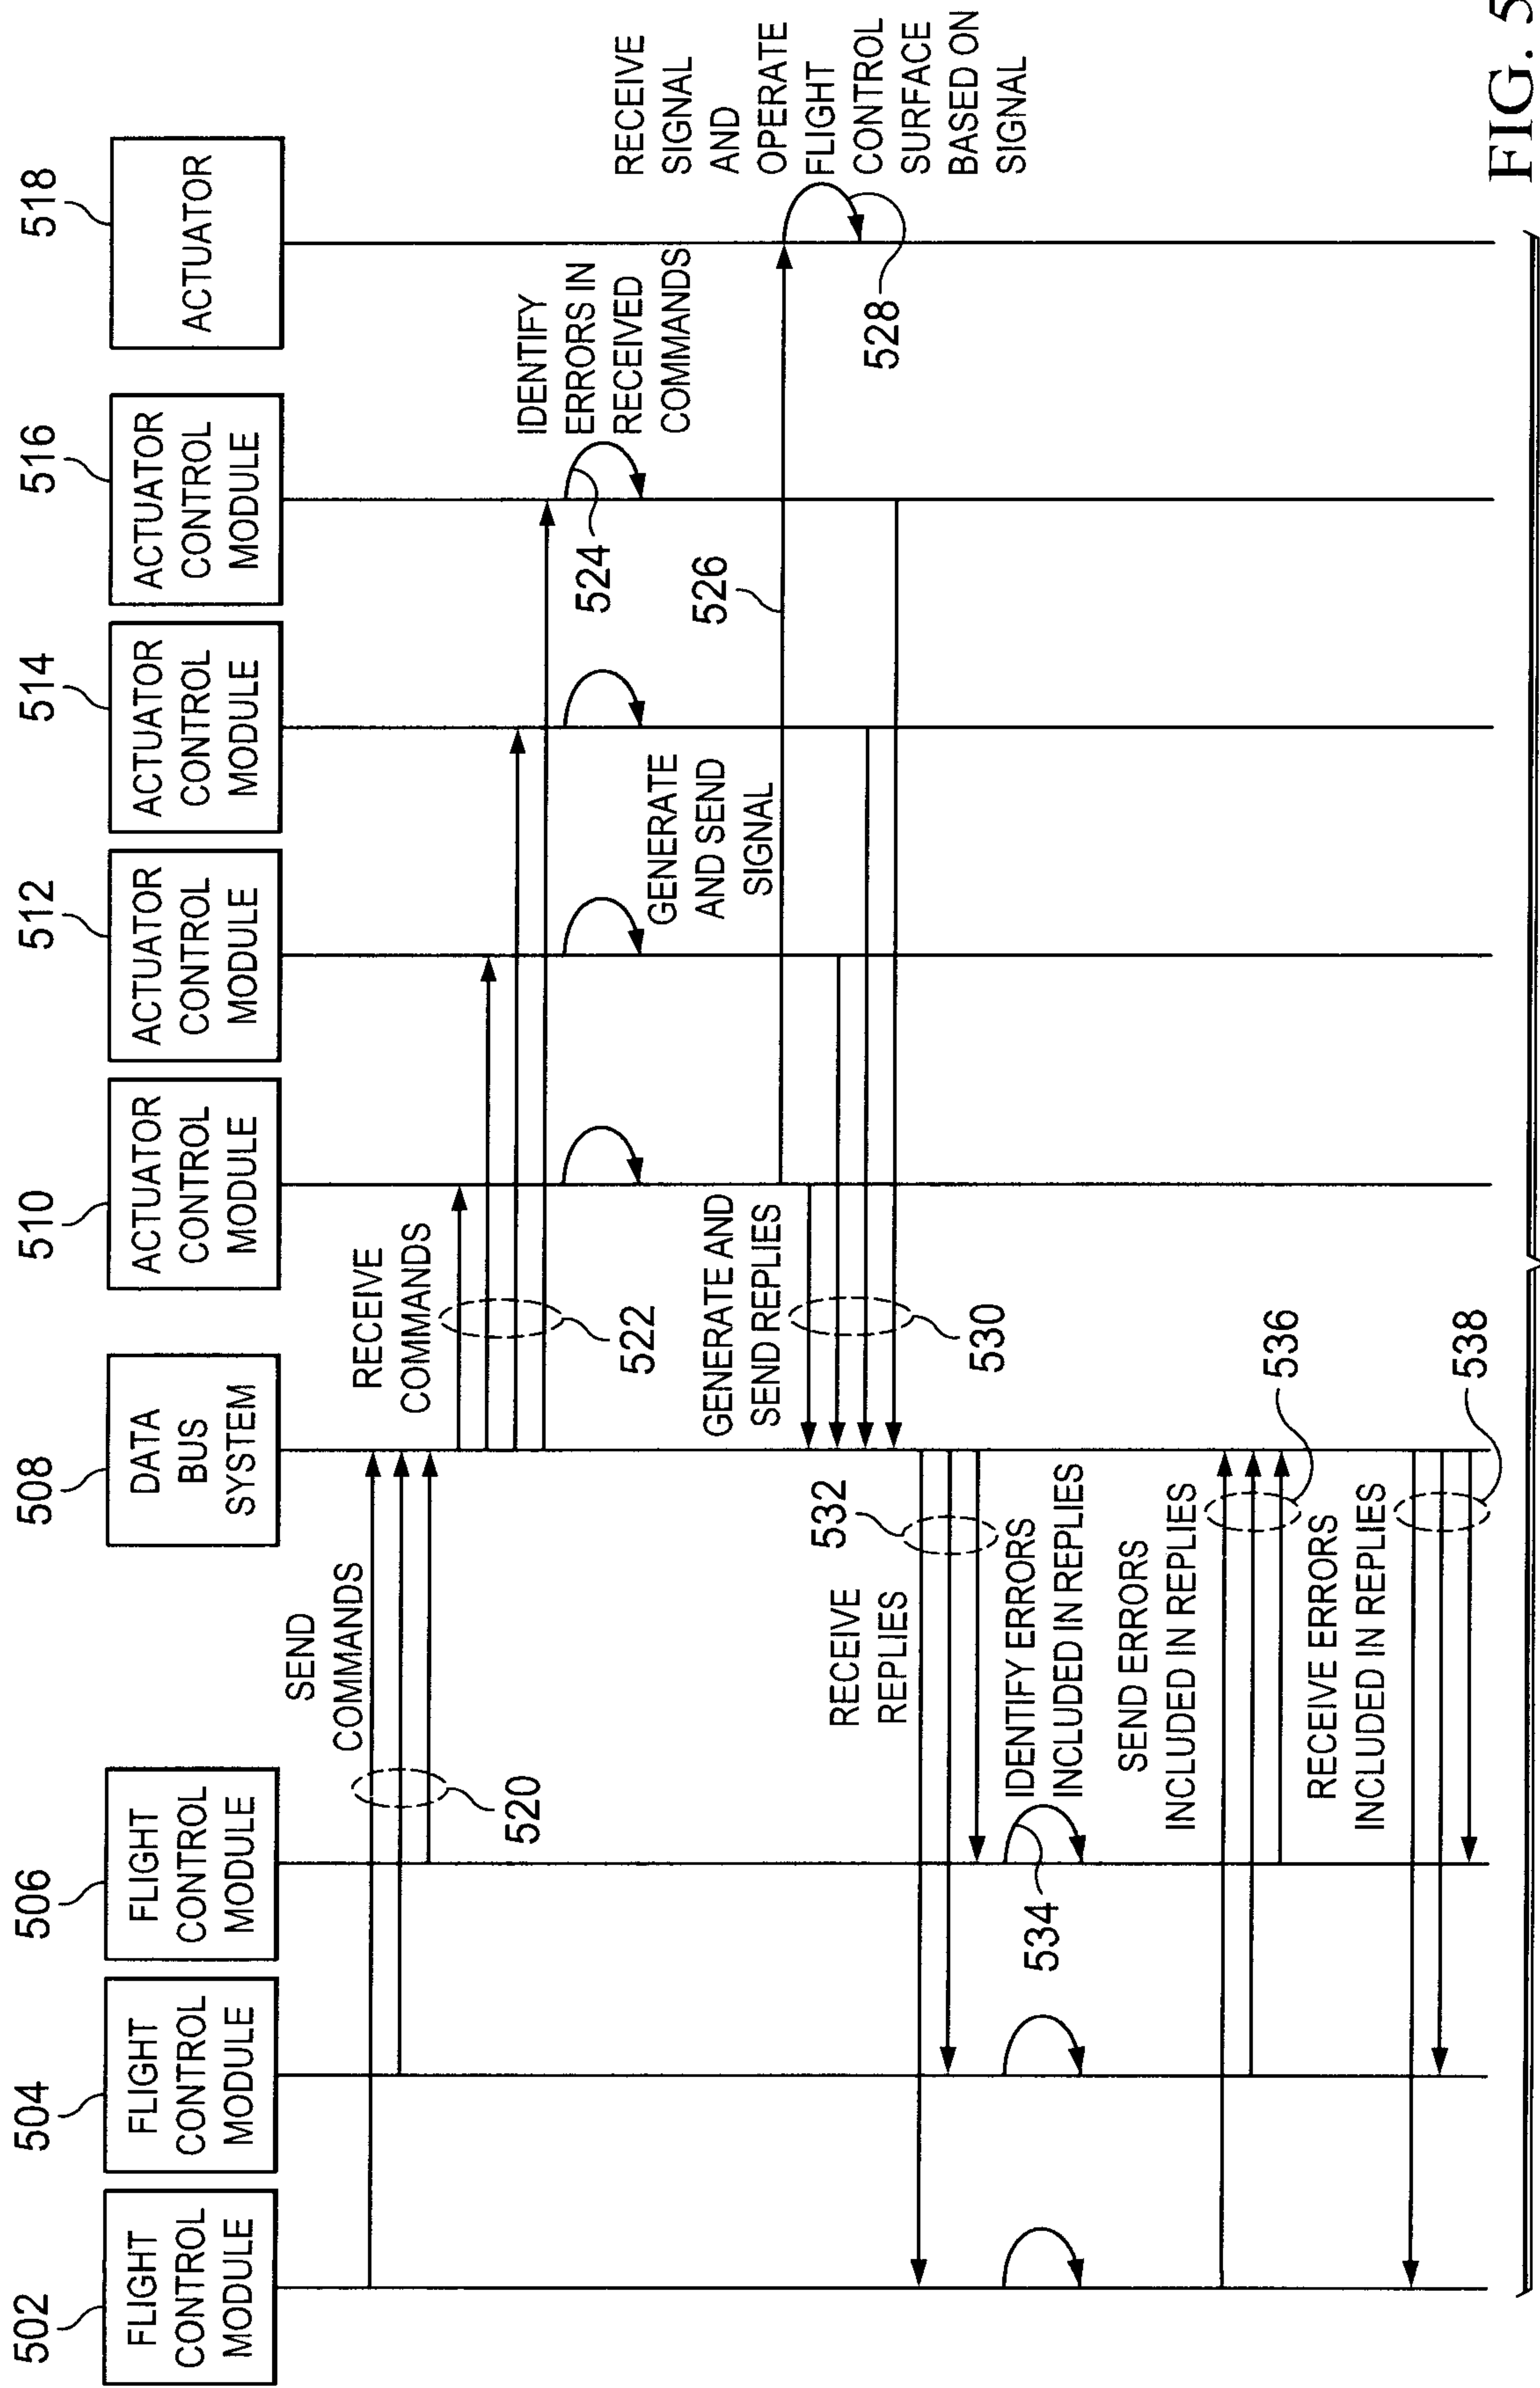 502
504
506
508
510
512
514
516
518
FLIGHT
CONTROL
MODULE
FLIGHT
CONTROL
MODULE
FLIGHT
CONTROL
MODULE
DATA
BUS
SYSTEM
ACTUATOR
CONTROL
MODULE
ACTUATOR
CONTROL
MODULE
ACTUATOR
CONTROL
MODULE
ACTUATOR
CONTROL
MODULE
ACTUATOR
SEND
COMMANDS
520
RECEIVE
COMMANDS
522
IDENTIFY
ERRORS IN
RECEIVED
COMMANDS
524
GENERATE
AND SEND
SIGNAL
526
RECEIVE
SIGNAL
AND
OPERATE
FLIGHT
CONTROL
SURFACE
BASED ON
SIGNAL
528
GENERATE AND
SEND REPLIES
530
RECEIVE
REPLIES
532
IDENTIFY ERRORS
INCLUDED IN REPLIES
534
SEND ERRORS
INCLUDED IN REPLIES
536
RECEIVE ERRORS
INCLUDED IN REPLIES
538
FIG. 5